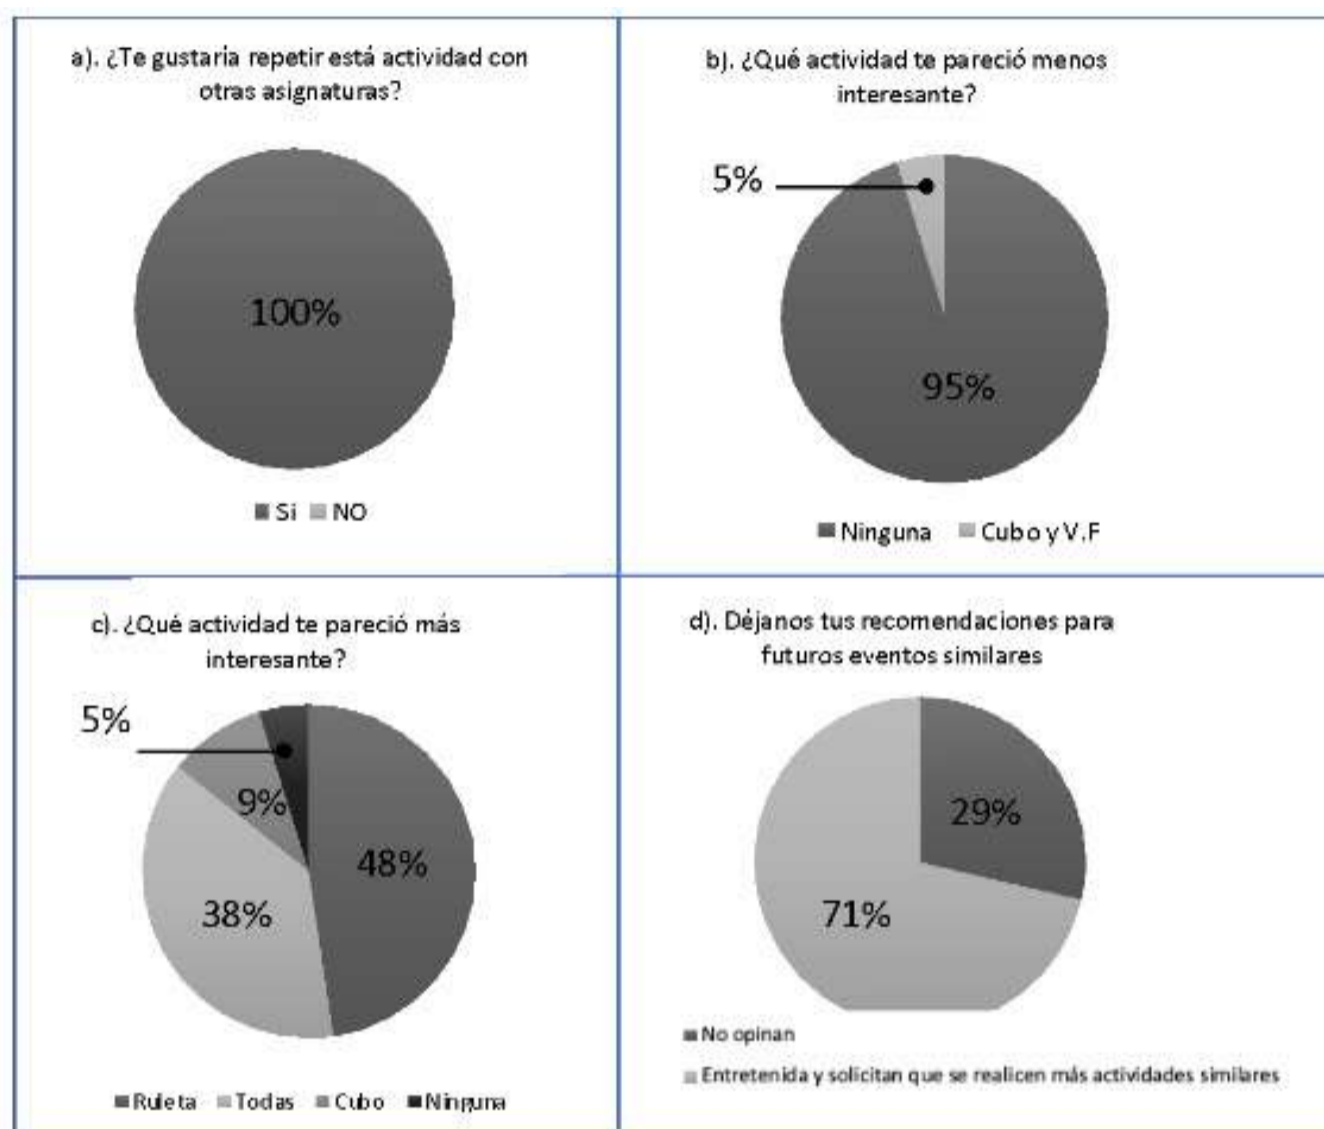 a). ¿Te gustaría repetir está actividad con
otras asignaturas?
100%
Si NO
b). ¿Qué actividad te pareció menos
interesante?
5%
95%
Ninguna Cubo y V.F
c). ¿Qué actividad te pareció más
interesante?
5%
9%
48%
38%
Ruleta Todas Cubo Ninguna
d). Déjanos tus recomendaciones para
futuros eventos similares
29%
71%
No opinan
Entretenida y solicitan que se realicen más actividades similares